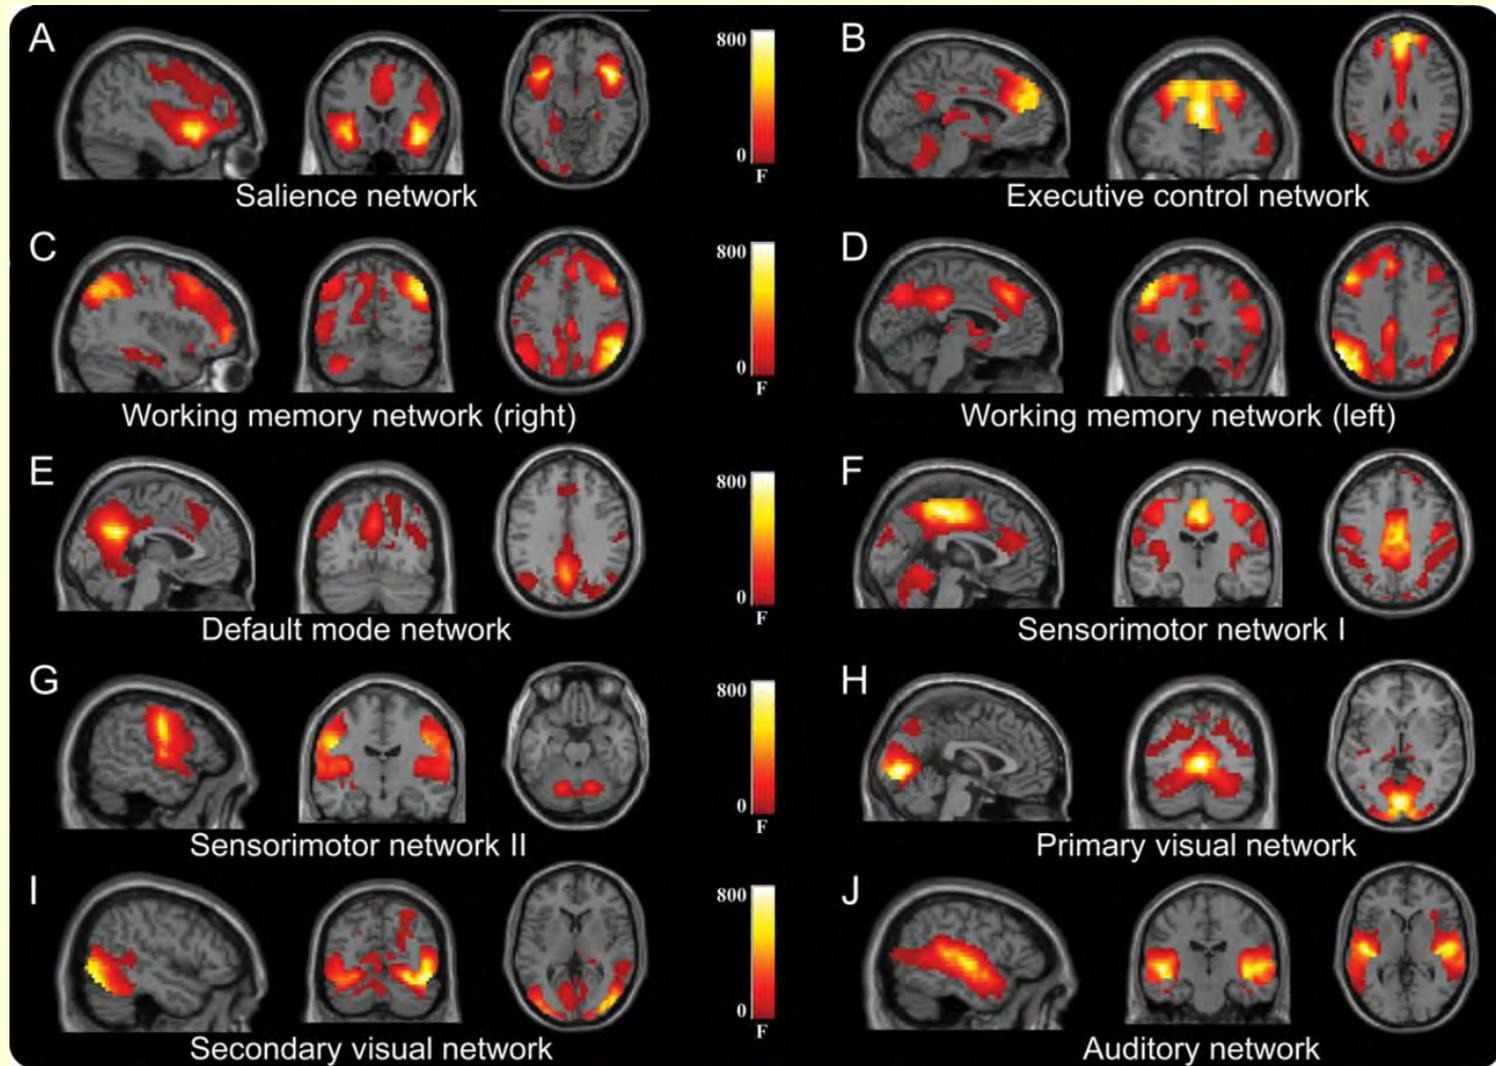 A
800
0
F
Salience network
B
Executive control network
C
800
0
F
Working memory network (right)
D
Working memory network (left)
E
800
0
F
Default mode network
F
Sensorimotor network I
G
800
0
F
Sensorimotor network II
H
Primary visual network
I
800
0
F
Secondary visual network
J
Auditory network